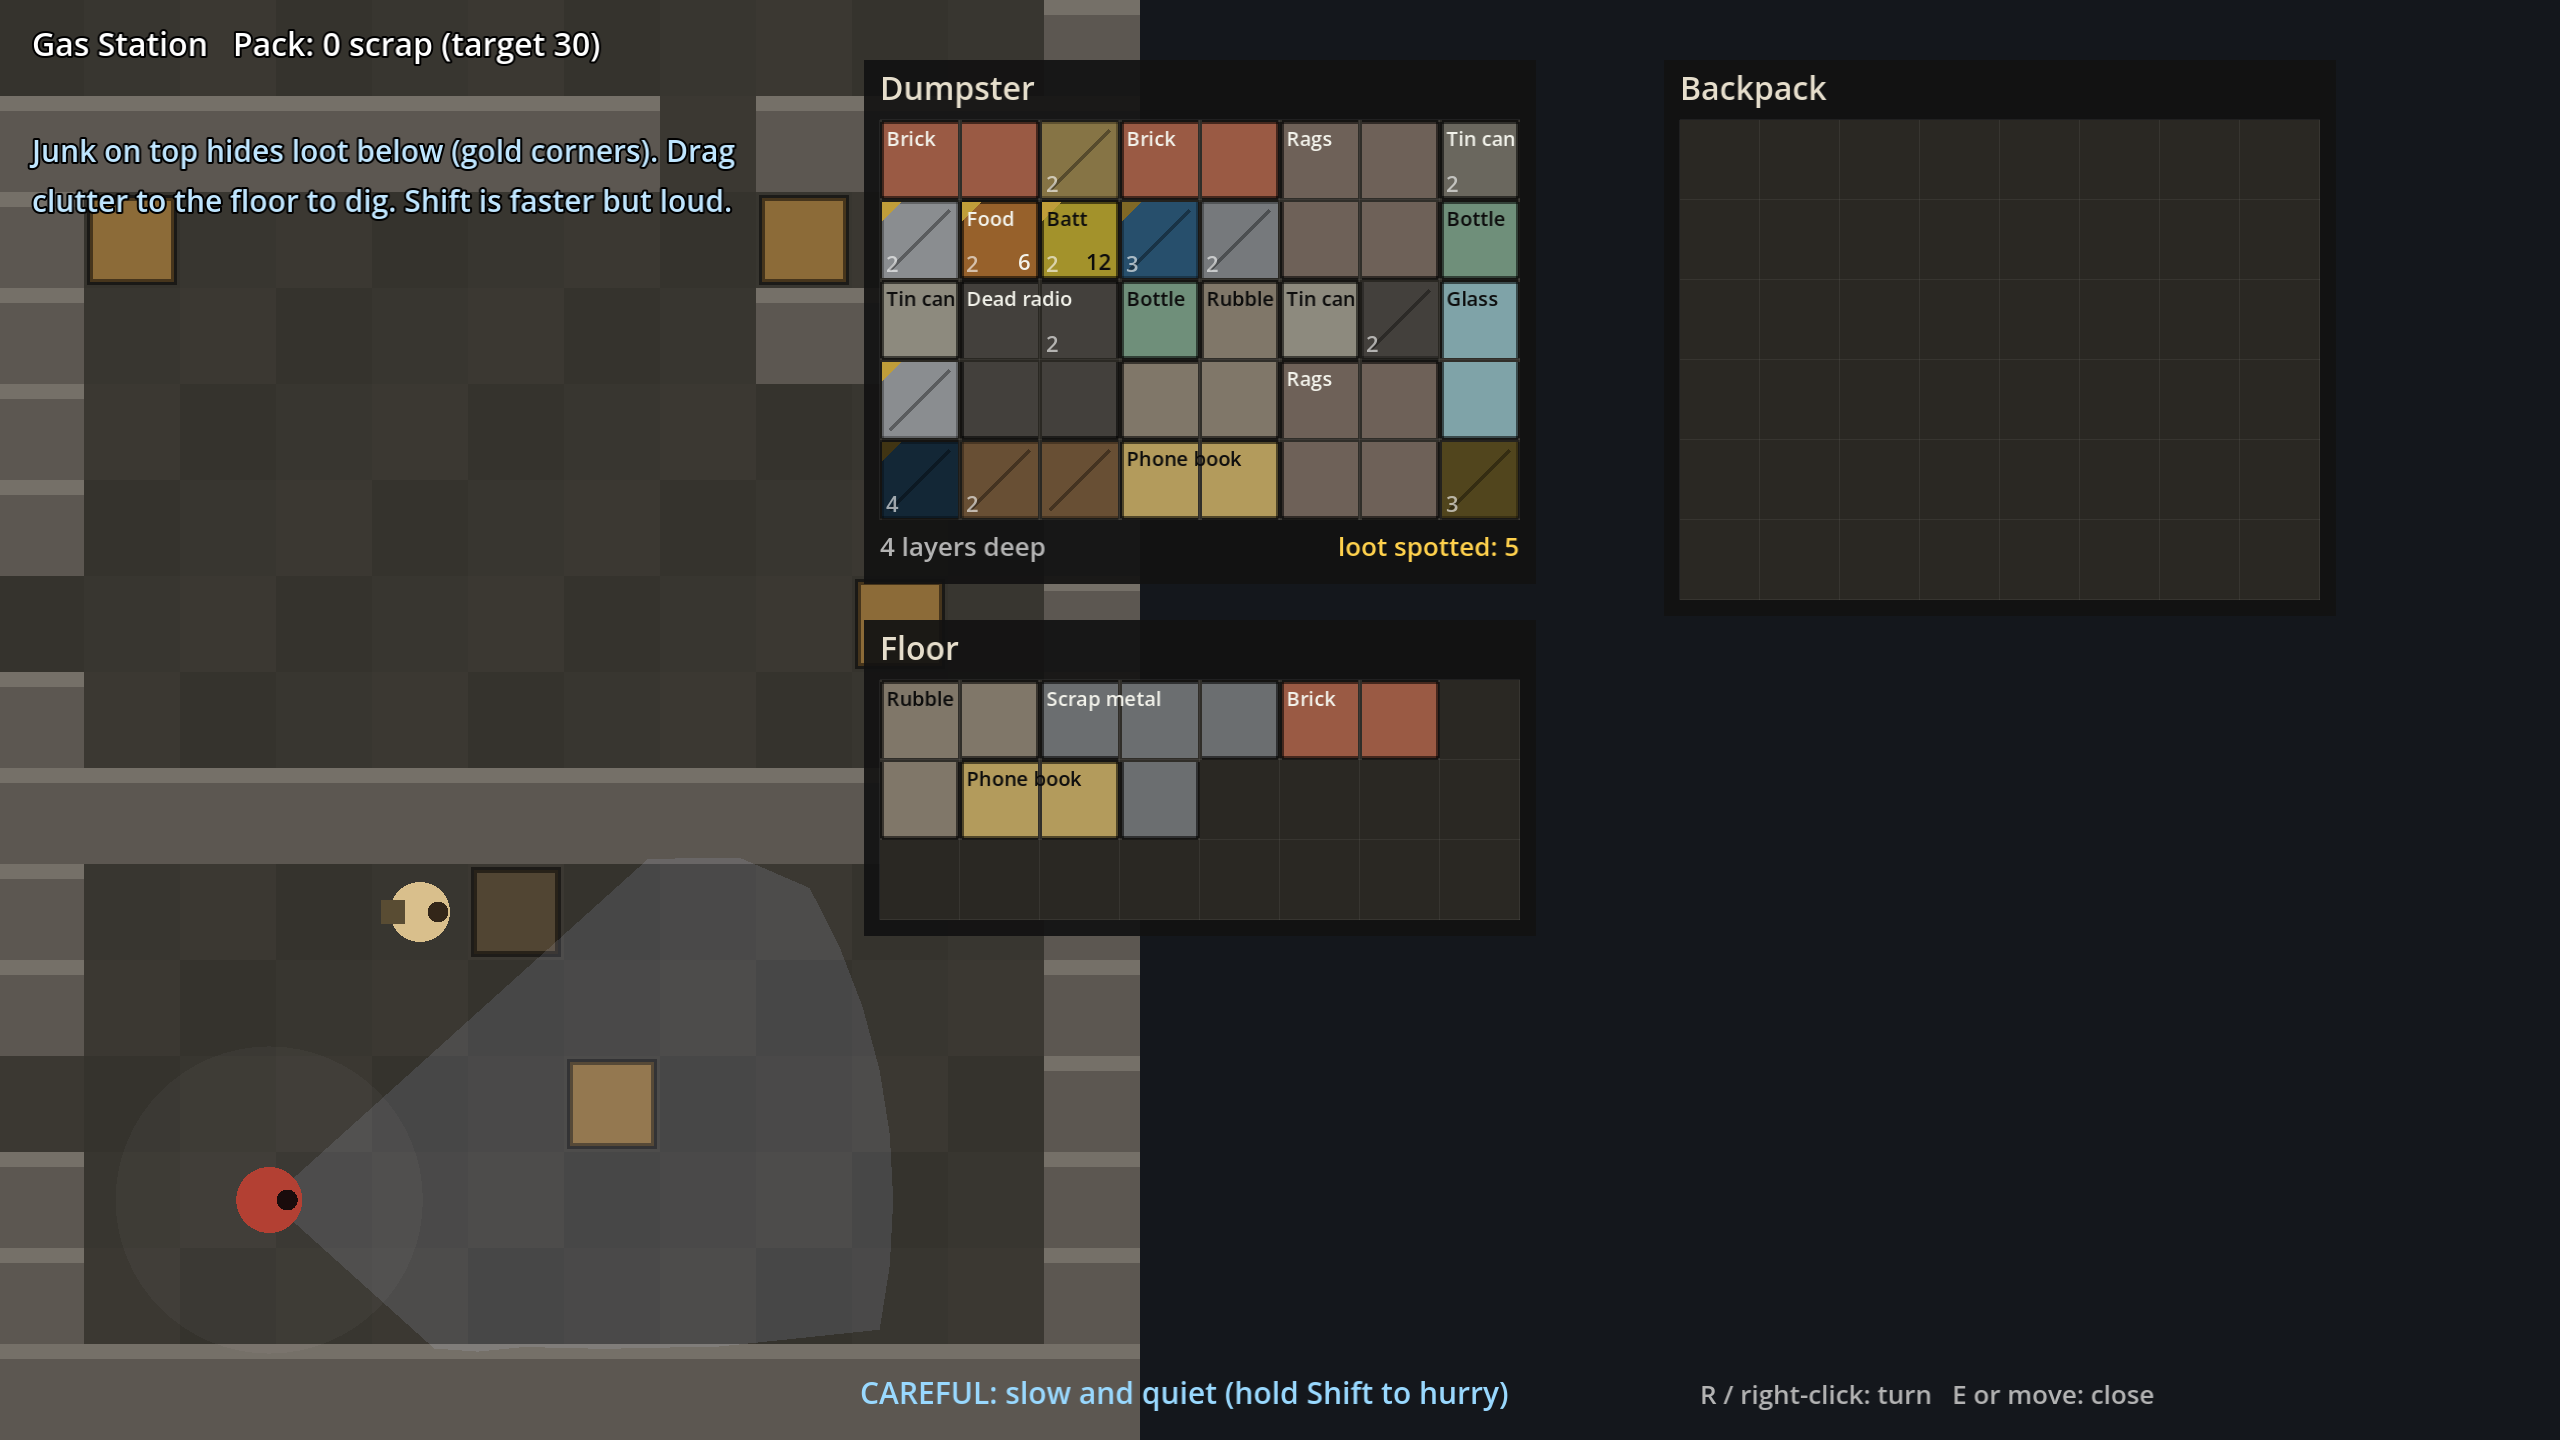 Gas Station Pack: 0 scrap (target 30)
Junk on top hides loot below (gold corners). Drag
clutter to the floor to dig. Shift is faster but loud.
Dumpster
Brick
2
Brick
Rags
Tin can
2
2
Food
2 6
Batt
2 12
3
2
Bottle
Tin can
Dead radio
2
Bottle
Rubble
Tin can
2
Glass
Rags
4
2
Phone book
3
4 layers deep
loot spotted: 5
Floor
Rubble
Scrap metal
Brick
Phone book
Backpack
CAREFUL: slow and quiet (hold Shift to hurry)
R / right-click: turn E or move: close